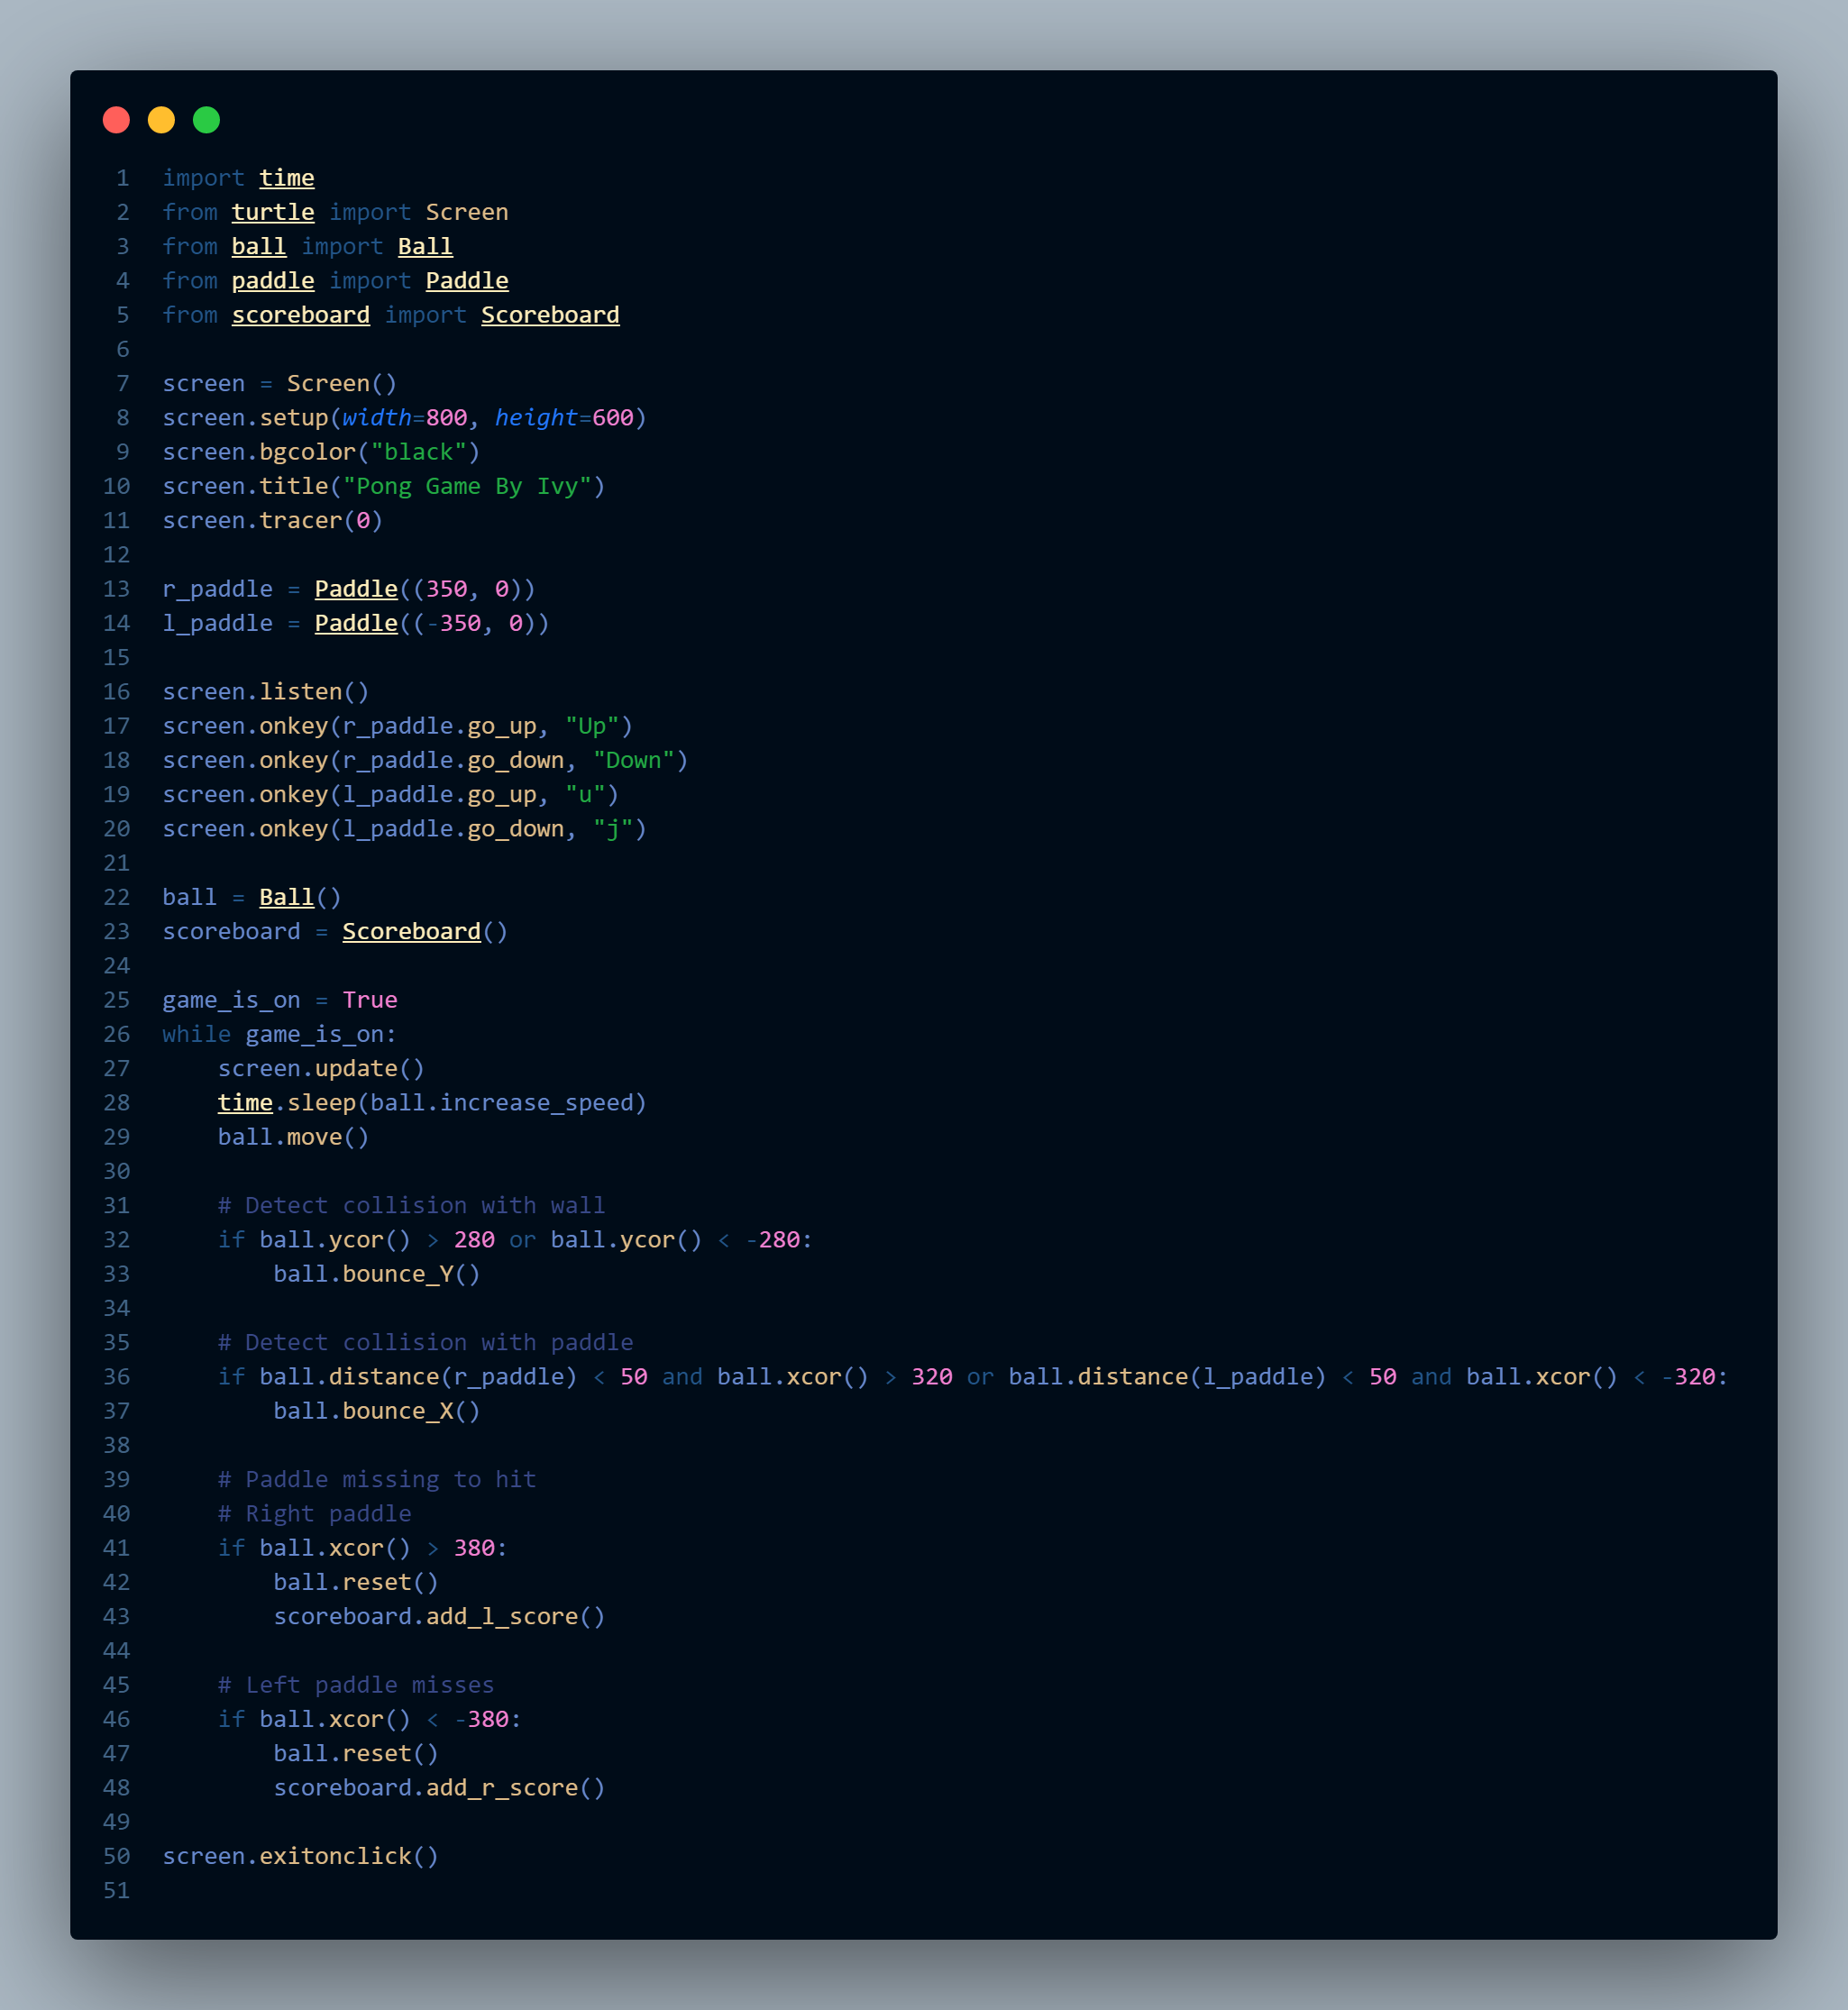 1 import time
2 from turtle import Screen
3 from ball import Ball
4 from paddle import Paddle
5 from scoreboard import Scoreboard
6
7 screen = Screen()
8 screen.setup(width=800, height=600)
9 screen.bgcolor("black")
10 screen.title("Pong Game By Ivy")
11 screen.tracer(0)
12
13 r_paddle = Paddle((350, 0))
14 l_paddle = Paddle((-350, 0))
15
16 screen.listen()
17 screen.onkey(r_paddle.go_up, "Up")
18 screen.onkey(r_paddle.go_down, "Down")
19 screen.onkey(l_paddle.go_up, "u")
20 screen.onkey(l_paddle.go_down, "j")
21
22 ball = Ball()
23 scoreboard = Scoreboard()
24
25 game_is_on = True
26 while game_is_on:
27     screen.update()
28     time.sleep(ball.increase_speed)
29     ball.move()
30
31     # Detect collision with wall
32     if ball.ycor() > 280 or ball.ycor() < -280:
33         ball.bounce_Y()
34
35     # Detect collision with paddle
36     if ball.distance(r_paddle) < 50 and ball.xcor() > 320 or ball.distance(l_paddle) < 50 and ball.xcor() < -320:
37         ball.bounce_X()
38
39     # Paddle missing to hit
40     # Right paddle
41     if ball.xcor() > 380:
42         ball.reset()
43         scoreboard.add_l_score()
44
45     # Left paddle misses
46     if ball.xcor() < -380:
47         ball.reset()
48         scoreboard.add_r_score()
49
50 screen.exitonclick()
51